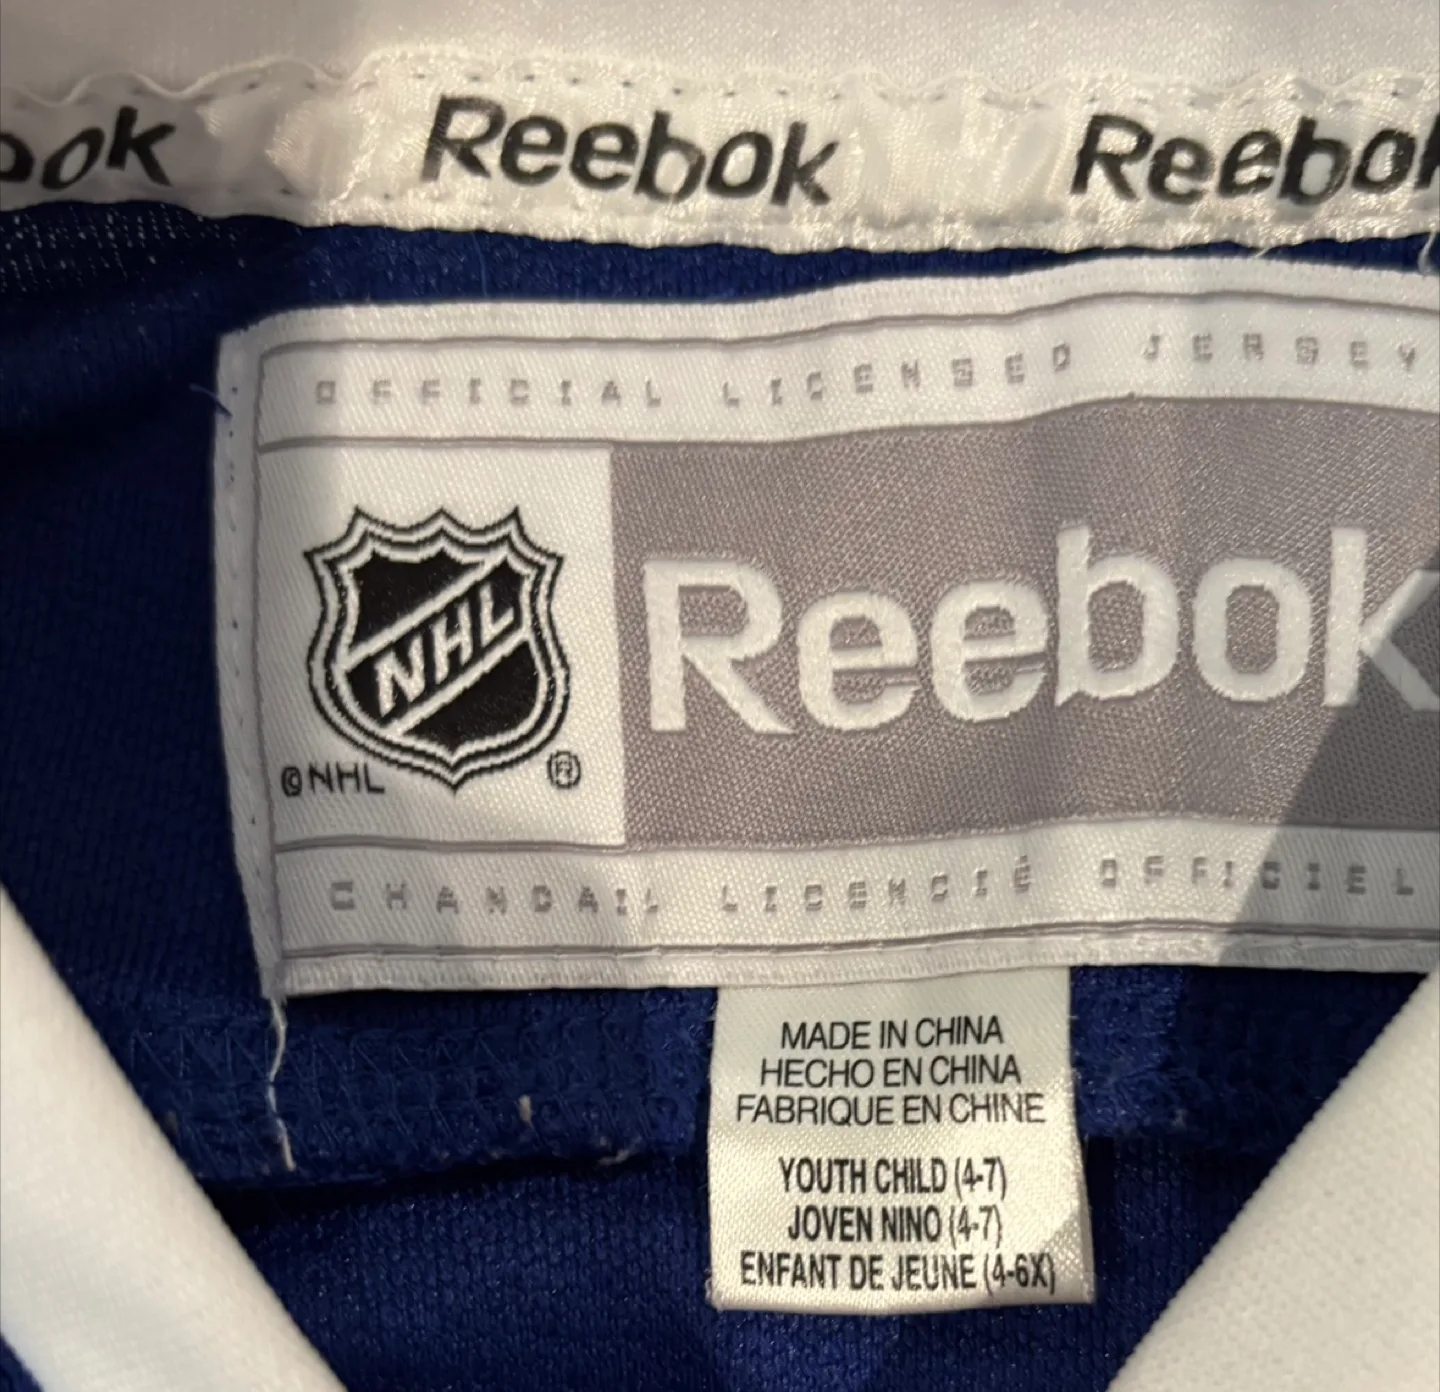 ook Reebok Reebok
OFFICIAL LICENSED JERSEY
NHL
Reebok
©NHL ®
CHANDAIL LICENCIÉ OFFICIEL
MADE IN CHINA
HECHO EN CHINA
FABRIQUE EN CHINE
YOUTH CHILD (4-7)
JOVEN NINO (4-7)
ENFANT DE JEUNE (4-6X)